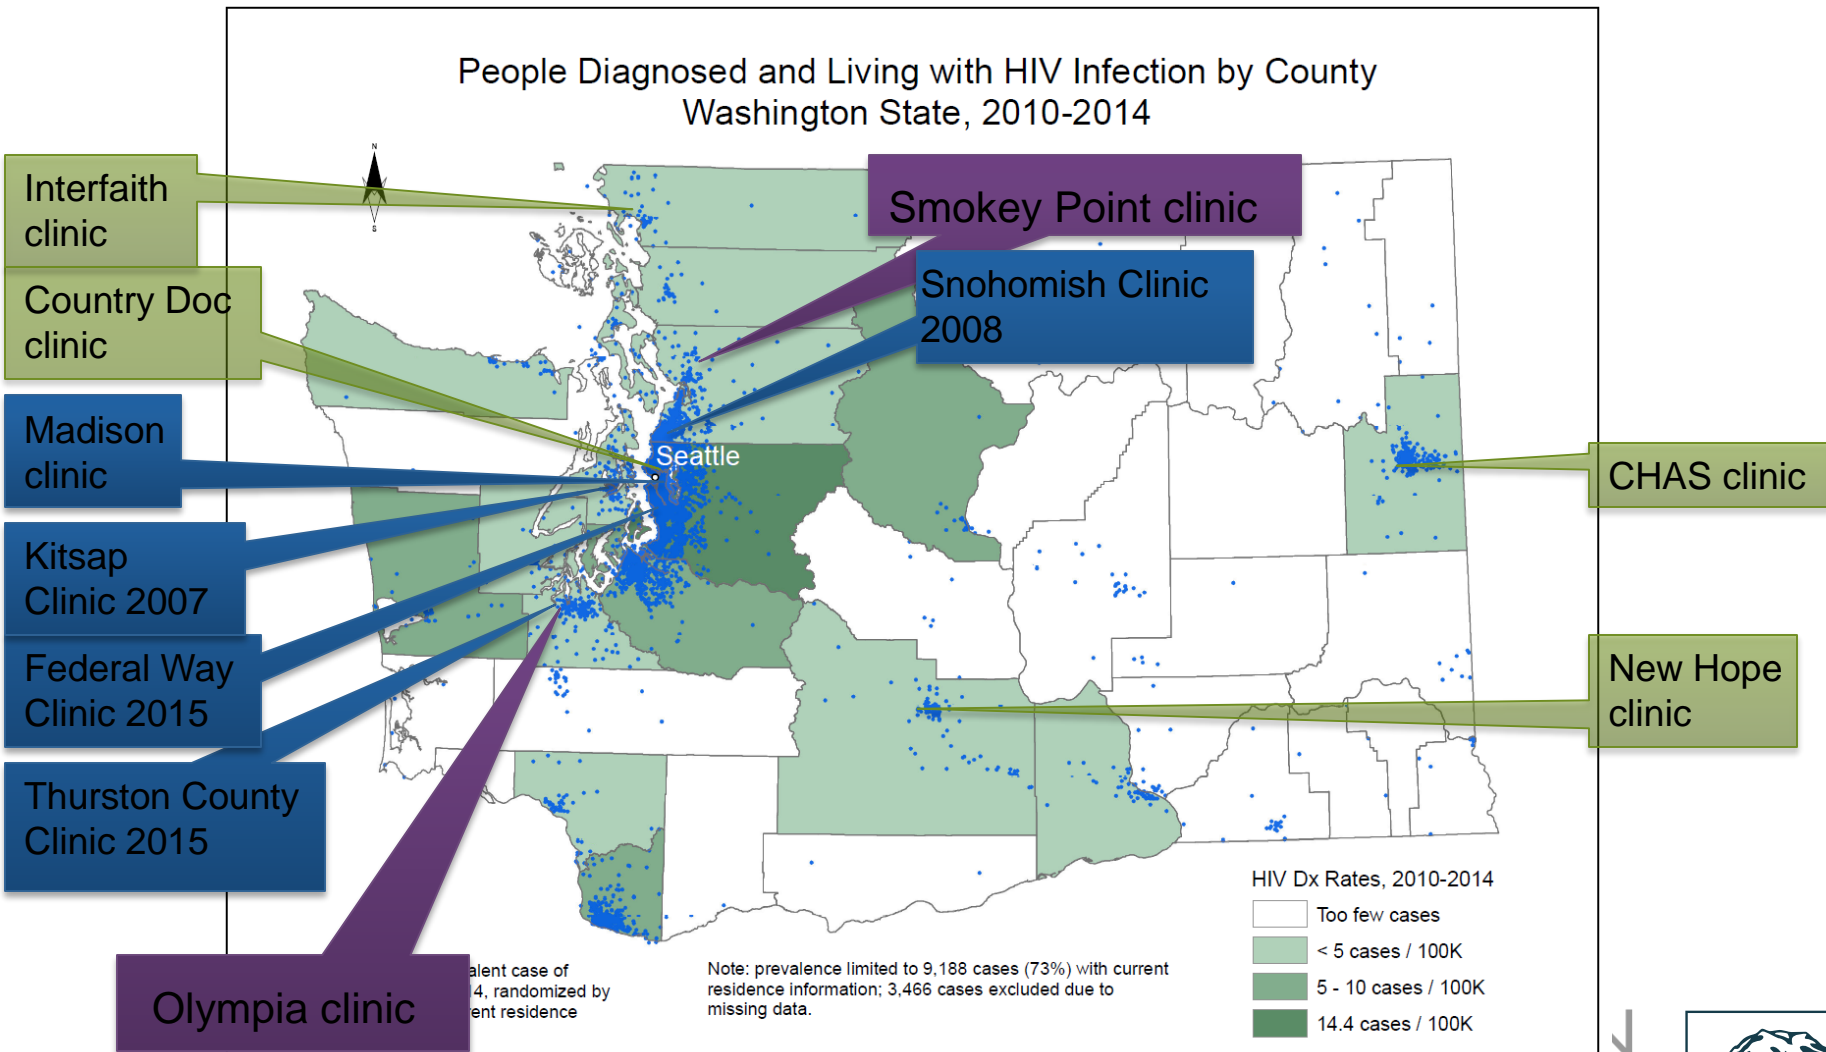 People Diagnosed and Living with HIV Infection by County
Washington State, 2010-2014
N
S
Interfaith
clinic
Country Doc
clinic
Madison
clinic
Kitsap
Clinic 2007
Federal Way
Clinic 2015
Thurston County
Clinic 2015
Olympia clinic
Smokey Point clinic
Snohomish Clinic
2008
Seattle
CHAS clinic
New Hope
clinic
HIV Dx Rates, 2010-2014
Too few cases
< 5 cases / 100K
5 - 10 cases / 100K
14.4 cases / 100K
alent case of
14, randomized by
rent residence
Note: prevalence limited to 9,188 cases (73%) with current
residence information; 3,466 cases excluded due to
missing data.